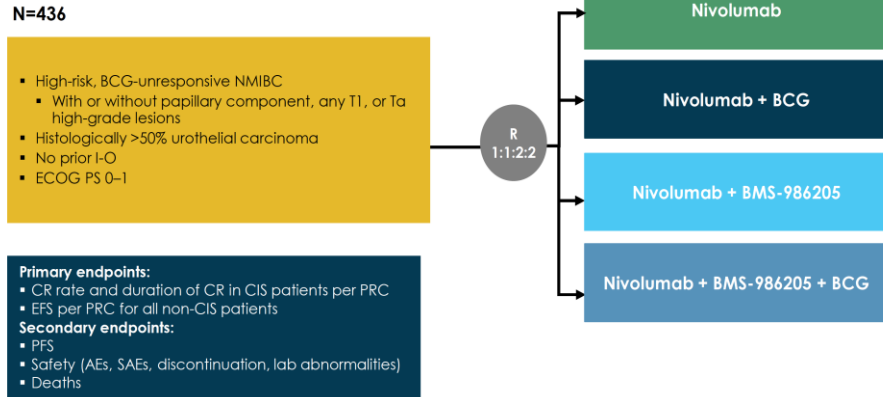 N=436
▪ High-risk, BCG-unresponsive NMIBC
▪ With or without papillary component, any T1, or Ta
high-grade lesions
▪ Histologically >50% urothelial carcinoma
▪ No prior I-O
▪ ECOG PS 0–1
R
1:1:2:2
Nivolumab
Nivolumab + BCG
Nivolumab + BMS-986205
Nivolumab + BMS-986205 + BCG
Primary endpoints:
▪ CR rate and duration of CR in CIS patients per PRC
▪ EFS per PRC for all non-CIS patients
Secondary endpoints:
▪ PFS
▪ Safety (AEs, SAEs, discontinuation, lab abnormalities)
▪ Deaths